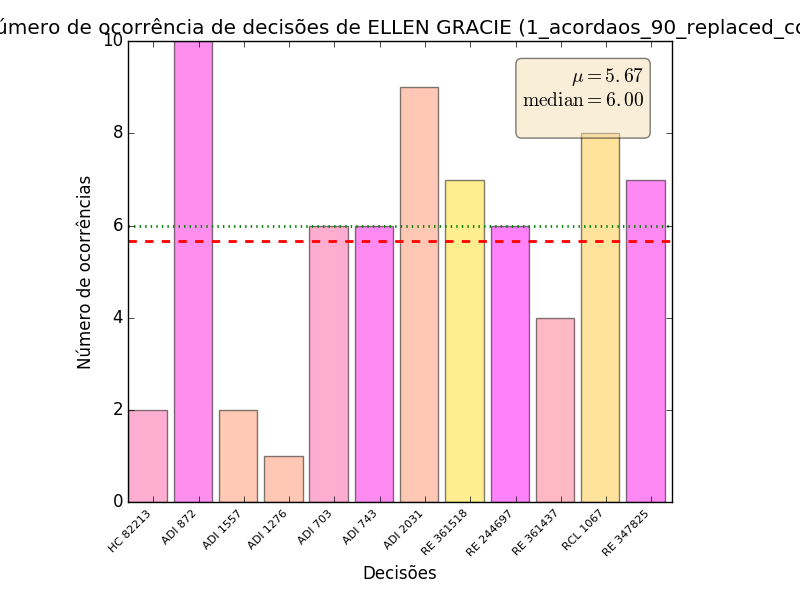 úmero de ocorrência de decisões de ELLEN GRACIE (1_acordaos_90_replaced_co
μ = 5.67
median = 6.00
Número de ocorrências
10
8
6
4
2
0
HC 82213
ADI 872
ADI 1557
ADI 1276
ADI 703
ADI 743
ADI 2031
RE 361518
RE 244697
RE 361437
RCL 1067
RE 347825
Decisões